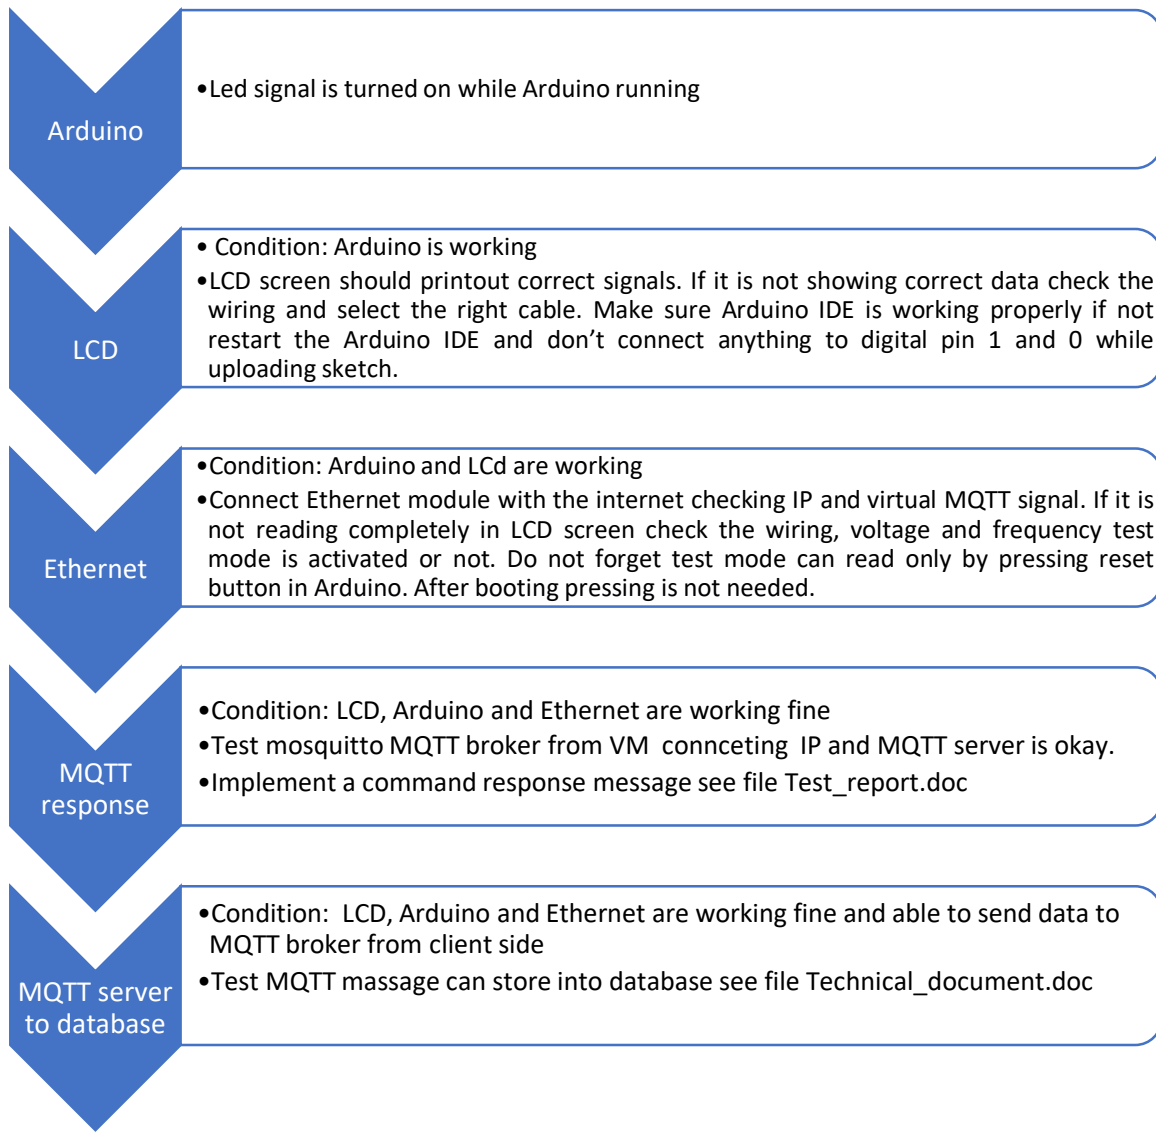 Arduino
•Led signal is turned on while Arduino running
LCD
• Condition: Arduino is working
•LCD screen should printout correct signals. If it is not showing correct data check the
wiring and select the right cable. Make sure Arduino IDE is working properly if not
restart the Arduino IDE and don’t connect anything to digital pin 1 and 0 while
uploading sketch.
Ethernet
•Condition: Arduino and LCd are working
•Connect Ethernet module with the internet checking IP and virtual MQTT signal. If it is
not reading completely in LCD screen check the wiring, voltage and frequency test
mode is activated or not. Do not forget test mode can read only by pressing reset
button in Arduino. After booting pressing is not needed.
MQTT
response
•Condition: LCD, Arduino and Ethernet are working fine
•Test mosquitto MQTT broker from VM connceting IP and MQTT server is okay.
•Implement a command response message see file Test_report.doc
MQTT server
to database
•Condition: LCD, Arduino and Ethernet are working fine and able to send data to
MQTT broker from client side
•Test MQTT massage can store into database see file Technical_document.doc